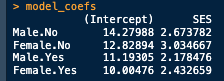 > model_coefs
(Intercept) SES
Male.No 14.27988 2.673782
Female.No 12.82894 3.034667
Male.Yes 11.19305 2.178476
Female.Yes 10.00476 2.432659